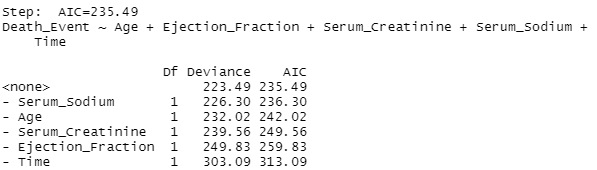 Step:  AIC=235.49
Death_Event ~ Age + Ejection_Fraction + Serum_Creatinine + Serum_Sodium +
    Time
                    Df Deviance    AIC
<none>                   223.49 235.49
- Serum_Sodium       1   226.30 236.30
- Age                1   232.02 242.02
- Serum_Creatinine   1   239.56 249.56
- Ejection_Fraction  1   249.83 259.83
- Time               1   303.09 313.09